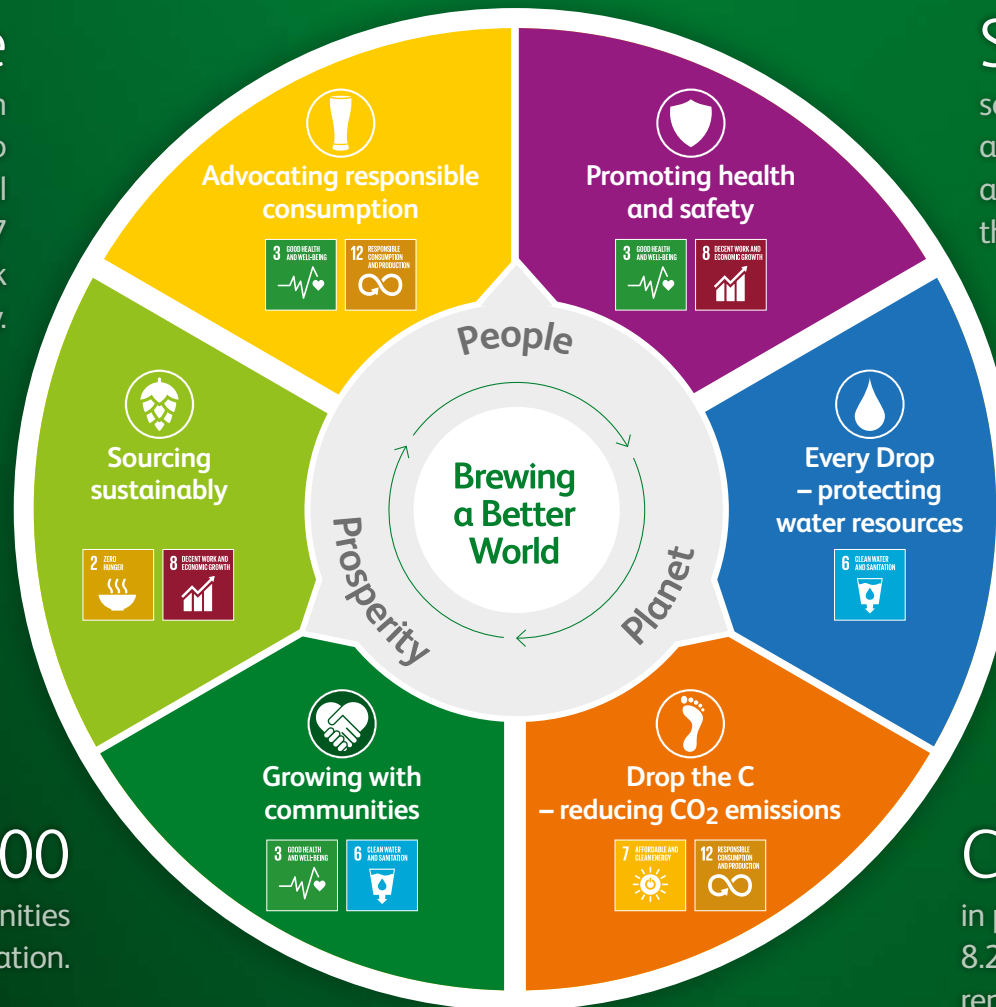 Advocating responsible
consumption
3 GOOD HEALTH
AND WELL-BEING
12 RESPONSIBLE
CONSUMPTION
AND PRODUCTION
Promoting health
and safety
3 GOOD HEALTH
AND WELL-BEING
8 DECENT WORK AND
ECONOMIC GROWTH
Sourcing
sustainably
2 ZERO
HUNGER
8 DECENT WORK AND
ECONOMIC GROWTH
People
Brewing
a Better
World
Prosperity
Planet
Every Drop
– protecting
water resources
6 CLEAN WATER
AND SANITATION
Growing with
communities
3 GOOD HEALTH
AND WELL-BEING
6 CLEAN WATER
AND SANITATION
Drop the C
– reducing CO₂ emissions
7 AFFORDABLE AND
CLEAN ENERGY
12 RESPONSIBLE
CONSUMPTION
AND PRODUCTION
00
in
8.2